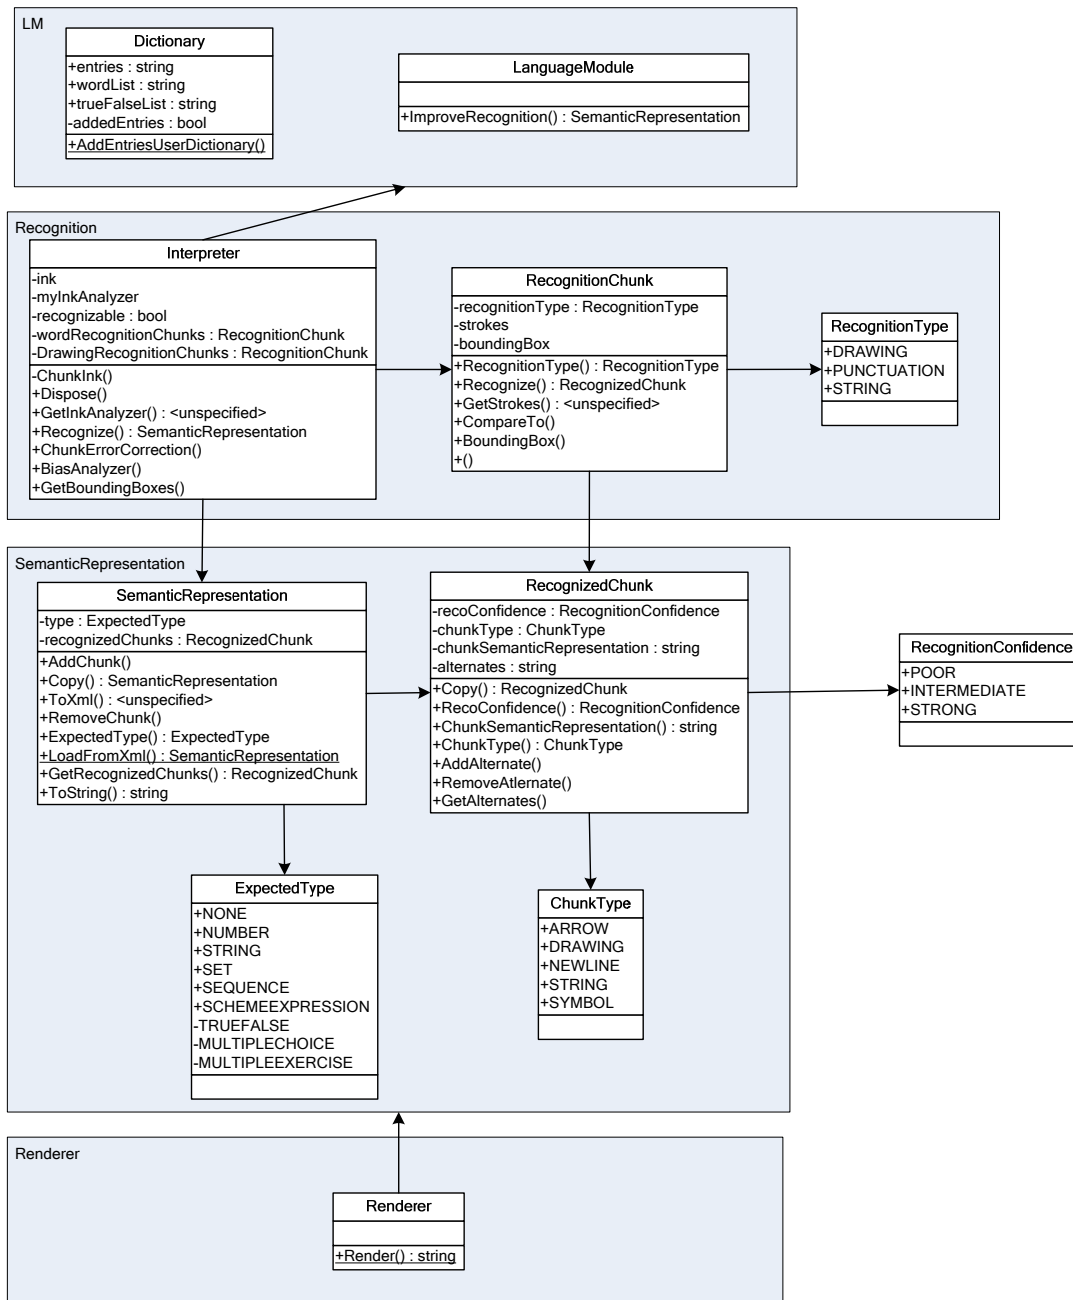 LM
Dictionary
+entries : string
+wordList : string
+trueFalseList : string
-addedEntries : bool
+AddEntriesUserDictionary()
LanguageModule
+ImproveRecognition() : SemanticRepresentation
Recognition
Interpreter
-ink
-myInkAnalyzer
-recognizable : bool
-wordRecognitionChunks : RecognitionChunk
-DrawingRecognitionChunks : RecognitionChunk
-ChunkInk()
+Dispose()
+GetInkAnalyzer() : <unspecified>
+Recognize() : SemanticRepresentation
+ChunkErrorCorrection()
+BiasAnalyzer()
+GetBoundingBoxes()
RecognitionChunk
-recognitionType : RecognitionType
-strokes
-boundingBox
+RecognitionType() : RecognitionType
+Recognize() : RecognizedChunk
+GetStrokes() : <unspecified>
+CompareTo()
+BoundingBox()
+()
RecognitionType
+DRAWING
+PUNCTUATION
+STRING
SemanticRepresentation
SemanticRepresentation
-type : ExpectedType
-recognizedChunks : RecognizedChunk
+AddChunk()
+Copy() : SemanticRepresentation
+ToXml() : <unspecified>
+RemoveChunk()
+ExpectedType() : ExpectedType
+LoadFromXml() : SemanticRepresentation
+GetRecognizedChunks() : RecognizedChunk
+ToString() : string
RecognizedChunk
-recoConfidence : RecognitionConfidence
-chunkType : ChunkType
-chunkSemanticRepresentation : string
-alternates : string
+Copy() : RecognizedChunk
+RecoConfidence() : RecognitionConfidence
+ChunkSemanticRepresentation() : string
+ChunkType() : ChunkType
+AddAlternate()
+RemoveAtlernate()
+GetAlternates()
RecognitionConfidence
+POOR
+INTERMEDIATE
+STRONG
ExpectedType
+NONE
+NUMBER
+STRING
+SET
+SEQUENCE
+SCHEMEEXPRESSION
-TRUEFALSE
-MULTIPLECHOICE
-MULTIPLEEXERCISE
ChunkType
+ARROW
+DRAWING
+NEWLINE
+STRING
+SYMBOL
Renderer
Renderer
+Render() : string